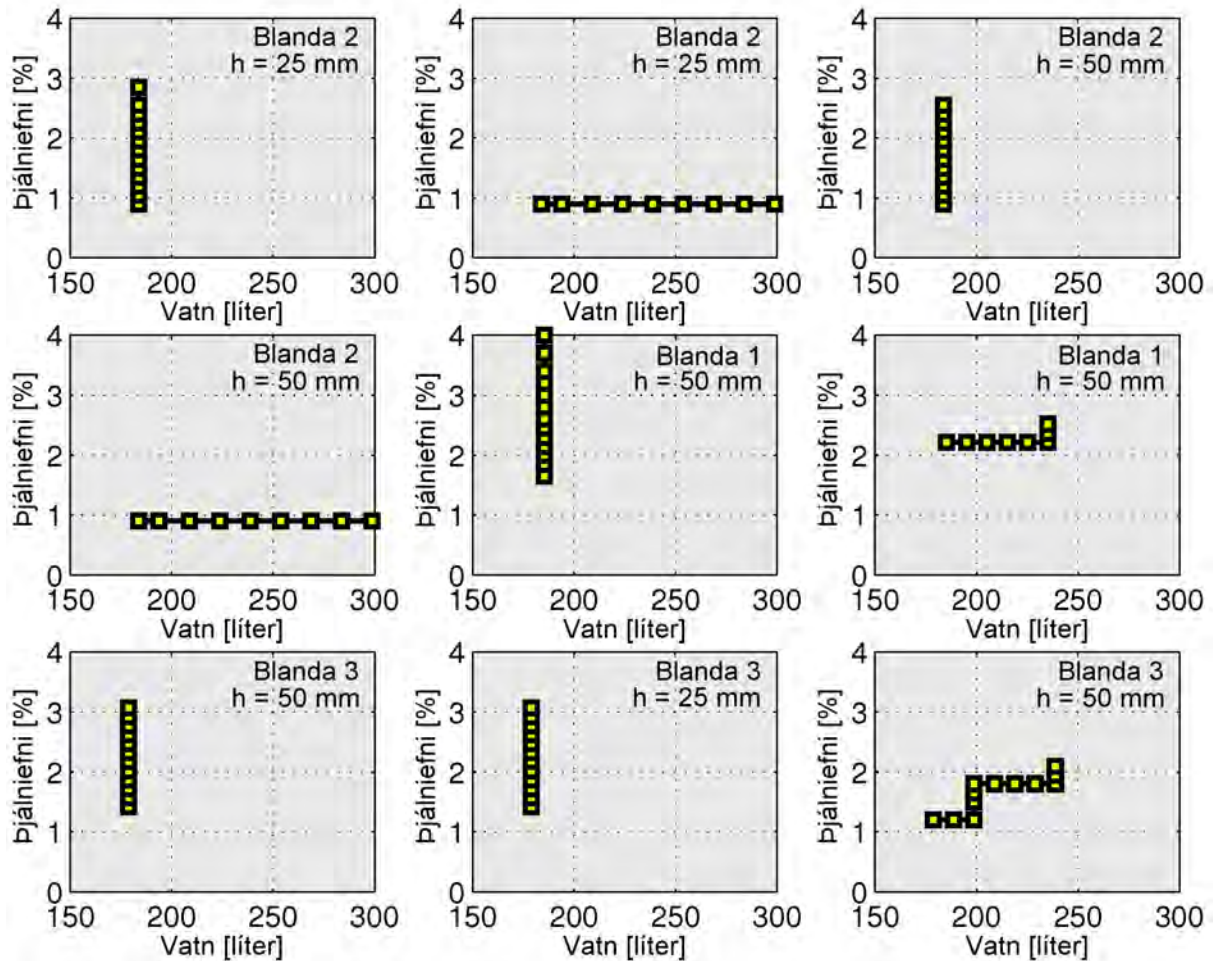 Þjálniefni [%]
4
3
2
1
0
Blanda 2
h = 25 mm
150 200 250 300
Vatn [líter]
Þjálniefni [%]
4
3
2
1
0
Blanda 2
h = 25 mm
150 200 250 300
Vatn [líter]
Þjálniefni [%]
4
3
2
1
0
Blanda 2
h = 50 mm
150 200 250 300
Vatn [líter]
Þjálniefni [%]
4
3
2
1
0
Blanda 2
h = 50 mm
150 200 250 300
Vatn [líter]
Þjálniefni [%]
4
3
2
1
0
Blanda 1
h = 50 mm
150 200 250 300
Vatn [líter]
Þjálniefni [%]
4
3
2
1
0
Blanda 1
h = 50 mm
150 200 250 300
Vatn [líter]
Þjálniefni [%]
4
3
2
1
0
Blanda 3
h = 50 mm
150 200 250 300
Vatn [líter]
Þjálniefni [%]
4
3
2
1
0
Blanda 3
h = 25 mm
150 200 250 300
Vatn [líter]
Þjálniefni [%]
4
3
2
1
0
Blanda 3
h = 50 mm
150 200 250 300
Vatn [líter]